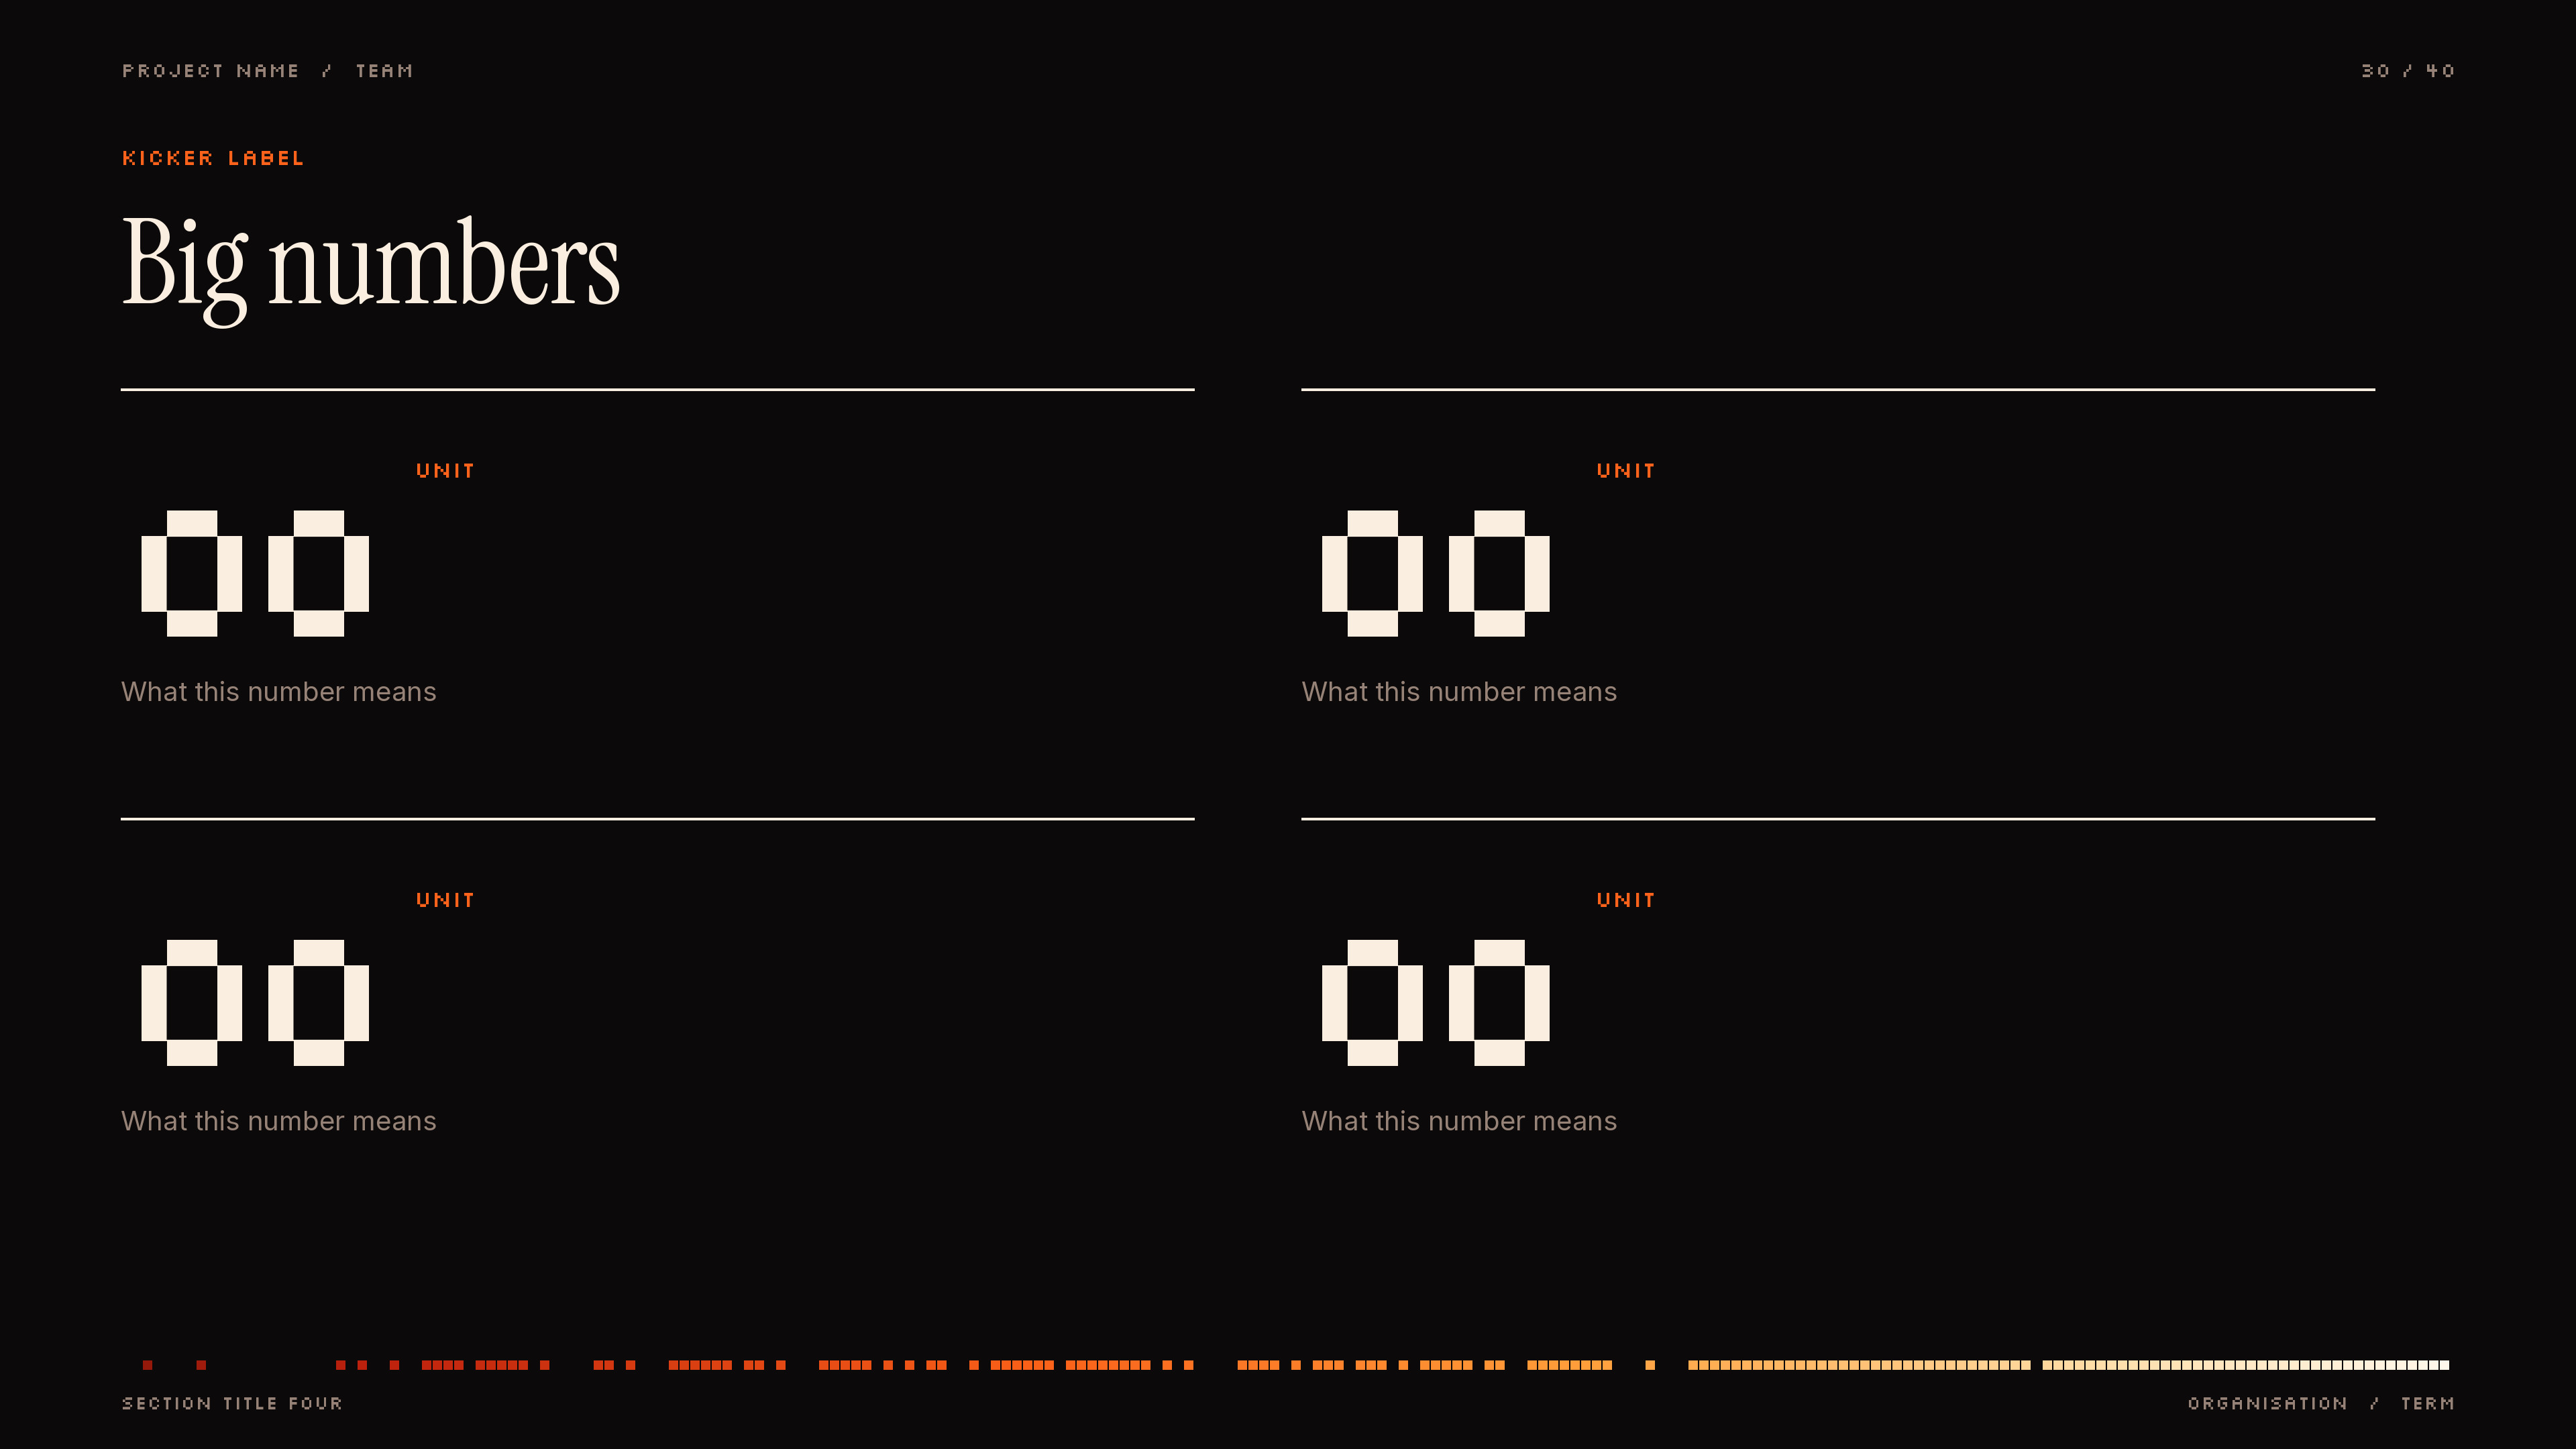 PROJECT NAME / TEAM
30 / 40
KICKER LABEL
Big numbers
UNIT
00
What this number means
UNIT
00
What this number means
UNIT
00
What this number means
UNIT
00
What this number means
SECTION TITLE FOUR
ORGANISATION / TERM